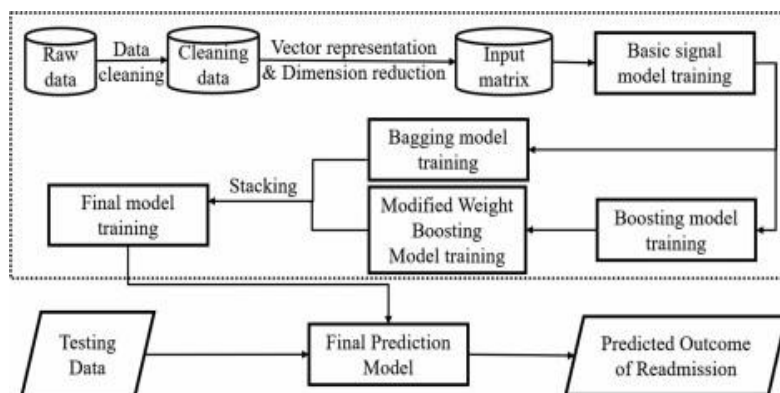 Raw
data
Data
cleaning
Cleaning
data
Vector representation
& Dimension reduction
Input
matrix
Basic signal
model training
Bagging model
training
Stacking
Final model
training
Modified Weight
Boosting
Model training
Boosting model
training
Testing
Data
Final Prediction
Model
Predicted Outcome
of Readmission